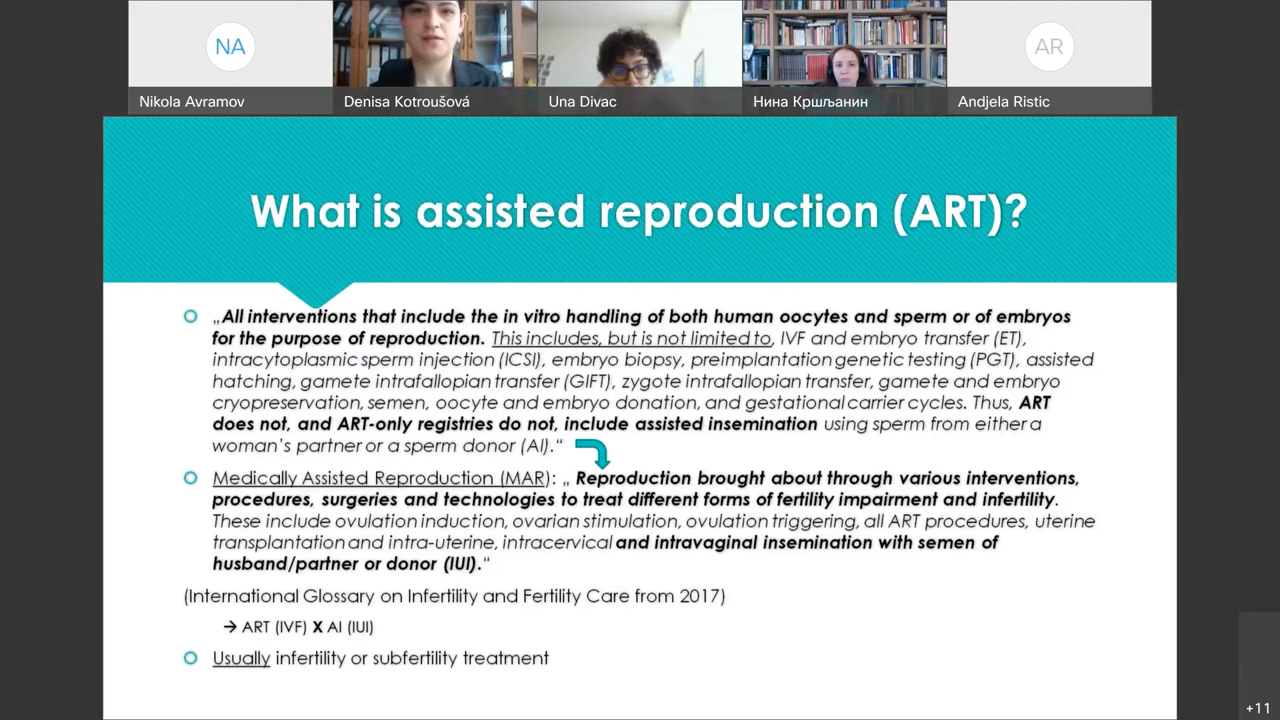 NA
AR
Nikola Avramov
Denisa Kotroušová
Una Divac
Нина Кршљанин
Andjela Ristic
What is assisted reproduction (ART)?
„All interventions that include the in vitro handling of both human oocytes and sperm or of embryos
for the purpose of reproduction. This includes, but is not limited to, IVF and embryo transfer (ET),
intracytoplasmic sperm injection (ICSI), embryo biopsy, preimplantation genetic testing (PGT), assisted
hatching, gamete intrafallopian transfer (GIFT), zygote intrafallopian transfer, gamete and embryo
cryopreservation, semen, oocyte and embryo donation, and gestational carrier cycles. Thus, ART
does not, and ART-only registries do not, include assisted insemination using sperm from either a
woman's partner or a sperm donor (AI).“
Medically Assisted Reproduction (MAR): „ Reproduction brought about through various interventions,
procedures, surgeries and technologies to treat different forms of fertility impairment and infertility.
These include ovulation induction, ovarian stimulation, ovulation triggering, all ART procedures, uterine
transplantation and intra-uterine, intracervical and intravaginal insemination with semen of
husband/partner or donor (IUI).“
(International Glossary on Infertility and Fertility Care from 2017)
→ ART (IVF) X AI (IUI)
Usually infertility or subfertility treatment
+11